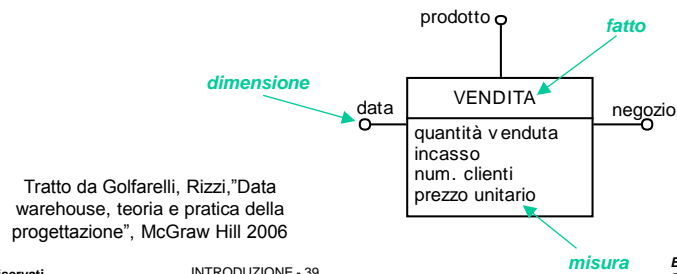 prodotto
fatto
dimensione
data
VENDITA
negozio
quantità venduta
incasso
num. clienti
prezzo unitario
Tratto da Golfarelli, Rizzi,"Data
warehouse, teoria e pratica della
progettazione", McGraw Hill 2006
misura
INTRODUZIONE - 39